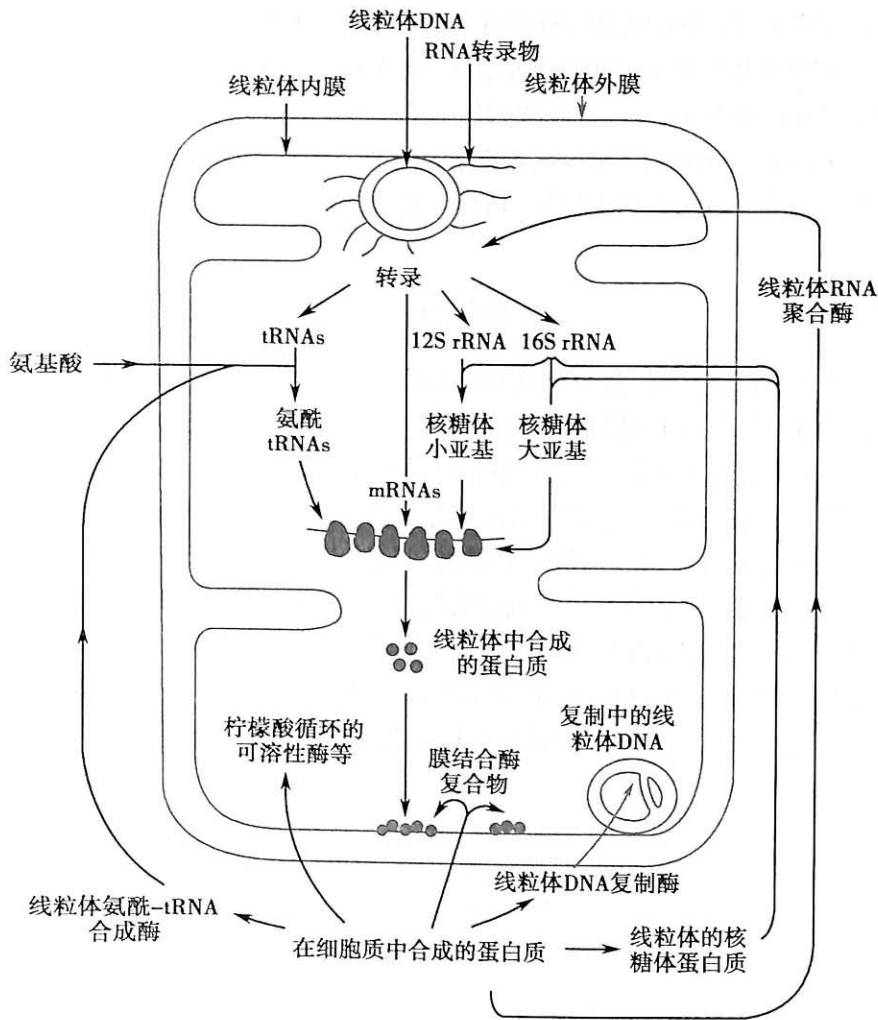 线粒体DNA
RNA转录物
线粒体内膜
线粒体外膜
转录
线粒体RNA
聚合酶
tRNAs
12S rRNA
16S rRNA
氨基酸
氨酰
tRNAs
核糖体
小亚基
核糖体
大亚基
mRNAs
线粒体中合成
的蛋白质
柠檬酸循环的
可溶性酶等
膜结合酶
复合物
复制中的线
粒体DNA
线粒体DNA复制酶
线粒体氨酰-tRNA
合成酶
在细胞质中合成的蛋白质
线粒体的核
糖体蛋白质